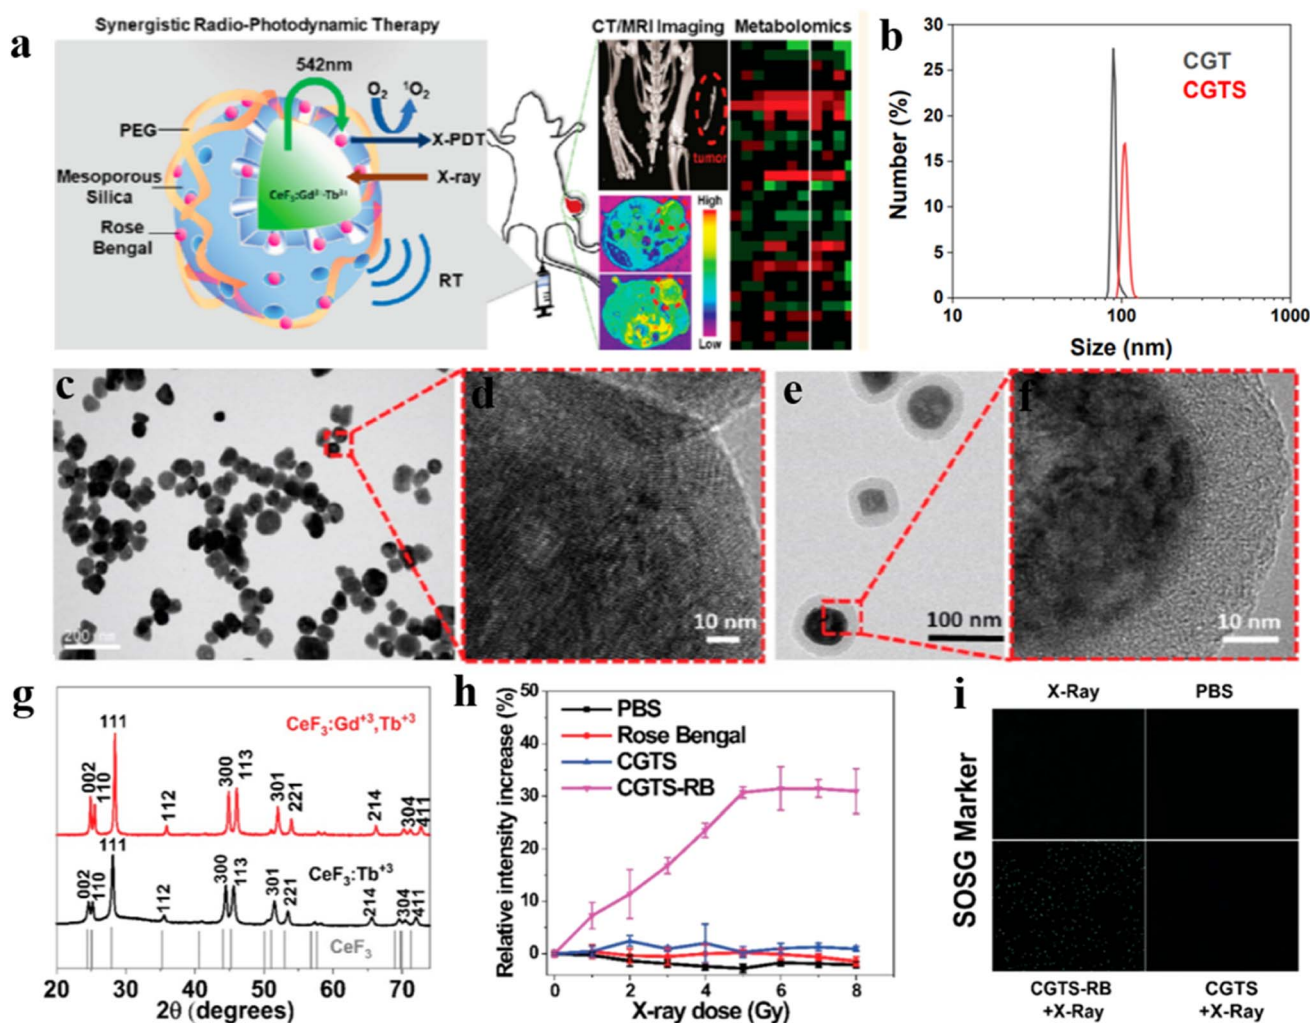 a
Synergistic Radio-Photodynamic Therapy
CT/MRI Imaging
Metabolomics
542nm
O₂
¹O₂
PEG
X-PDT
Mesoporous
Silica
X-ray
CeF₃:Gd³⁺,Tb³⁺
Rose
Bengal
RT
tumor
High
Low
b
CGT
CGTS
Number (%)
30
25
20
15
10
5
0
10
100
1000
Size (nm)
c
200 nm
d
10 nm
e
100 nm
f
10 nm
g
CeF₃:Gd⁺³,Tb⁺³
002
110
111
112
300
113
301
221
214
304
411
CeF₃:Tb⁺³
002
110
111
112
300
113
301
221
214
304
411
CeF₃
20 30 40 50 60 70
2θ (degrees)
h
PBS
Rose Bengal
CGTS
CGTS-RB
Relative intensity increase (%)
50
40
30
20
10
0
0 2 4 6 8
X-ray dose (Gy)
i
X-Ray
PBS
SOSG Marker
CGTS-RB
+X-Ray
CGTS
+X-Ray